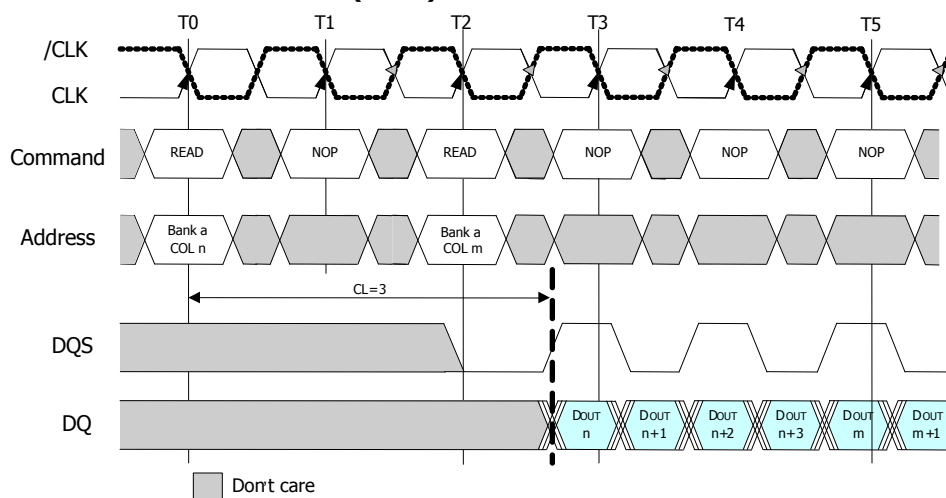 T0 T1 T2 T3 T4 T5
/CLK
CLK
Command READ NOP READ NOP NOP NOP
Address Bank a COL n Bank a COL m
CL=3
DQS
DQ DOUT n DOUT n+1 DOUT n+2 DOUT n+3 DOUT m DOUT m+1
Don't care